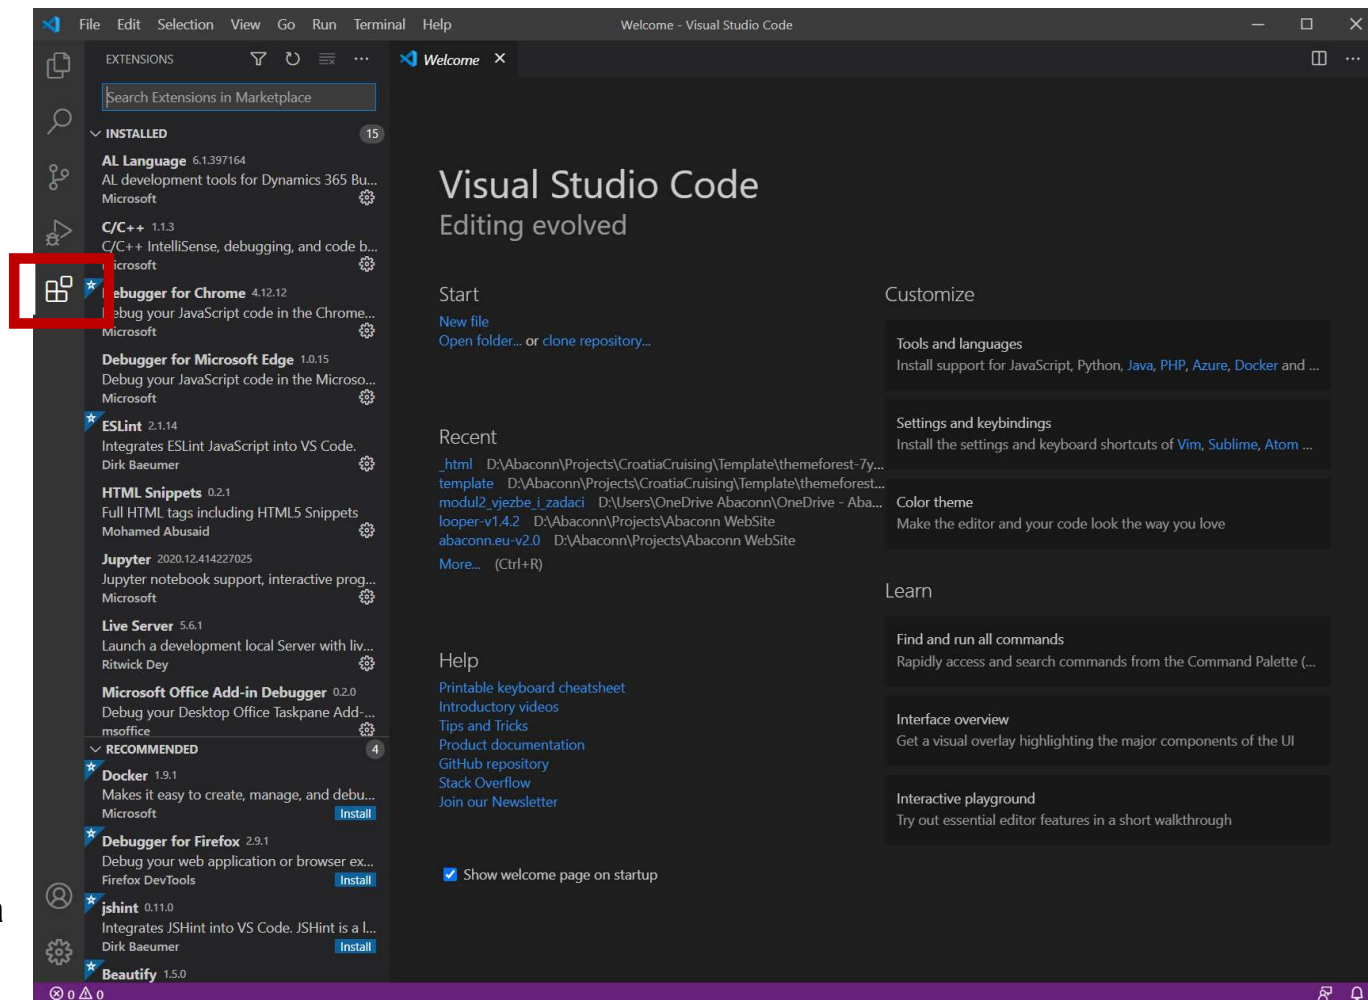 File Edit Selection View Go Run Terminal Help
Welcome - Visual Studio Code
EXTENSIONS
Search Extensions in Marketplace
INSTALLED 15
AL Language 6.1.397164
AL development tools for Dynamics 365 Bu...
Microsoft
C/C++ 1.1.3
C/C++ IntelliSense, debugging, and code b...
icrosoft
ebugger for Chrome 4.12.12
ebug your JavaScript code in the Chrome...
Microsoft
Debugger for Microsoft Edge 1.0.15
Debug your JavaScript code in the Microso...
Microsoft
ESLint 2.1.14
Integrates ESLint JavaScript into VS Code.
Dirk Baeumer
HTML Snippets 0.2.1
Full HTML tags including HTML5 Snippets
Mohamed Abusaid
Jupyter 2020.12.414227025
Jupyter notebook support, interactive prog...
Microsoft
Live Server 5.6.1
Launch a development local Server with liv...
Ritwick Dey
Microsoft Office Add-in Debugger 0.2.0
Debug your Desktop Office Taskpane Add-...
msoffice
RECOMMENDED 4
Docker 1.9.1
Makes it easy to create, manage, and debu...
Microsoft Install
Debugger for Firefox 2.9.1
Debug your web application or browser ex...
Firefox DevTools Install
jshint 0.11.0
Integrates JSHint into VS Code. JSHint is a l...
Dirk Baeumer Install
Beautify 1.5.0
Welcome
Visual Studio Code
Editing evolved
Start
New file
Open folder... or clone repository...
Recent
_html D:\Abaconn\Projects\CroatiaCruising\Template\themeforest-7y...
template D:\Abaconn\Projects\CroatiaCruising\Template\themeforest...
modul2_vjezbe_i_zadaci D:\Users\OneDrive Abaconn\OneDrive - Aba...
looper-v1.4.2 D:\Abaconn\Projects\Abaconn WebSite
abaconn.eu-v2.0 D:\Abaconn\Projects\Abaconn WebSite
More... (Ctrl+R)
Help
Printable keyboard cheatsheet
Introductory videos
Tips and Tricks
Product documentation
GitHub repository
Stack Overflow
Join our Newsletter
Show welcome page on startup
Customize
Tools and languages
Install support for JavaScript, Python, Java, PHP, Azure, Docker and ...
Settings and keybindings
Install the settings and keyboard shortcuts of Vim, Sublime, Atom ...
Color theme
Make the editor and your code look the way you love
Learn
Find and run all commands
Rapidly access and search commands from the Command Palette (...
Interface overview
Get a visual overlay highlighting the major components of the UI
Interactive playground
Try out essential editor features in a short walkthrough
0 0